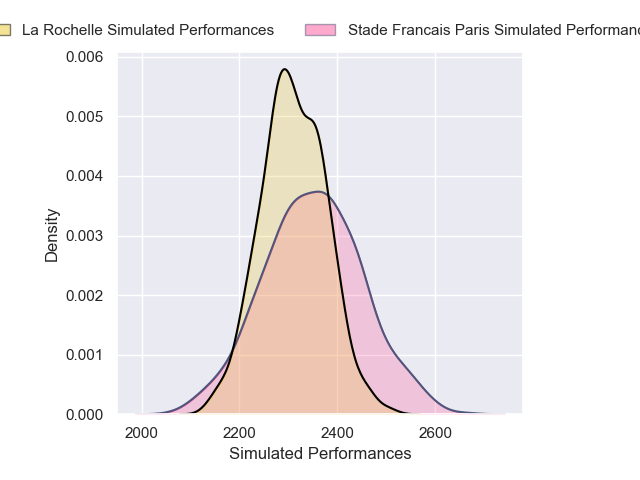 La Rochelle Simulated Performances
Stade Francais Paris Simulated
0.006
0.005
0.004
0.003
0.002
0.001
0.000
Density
2000 2200 2400 2600
Simulated Performances